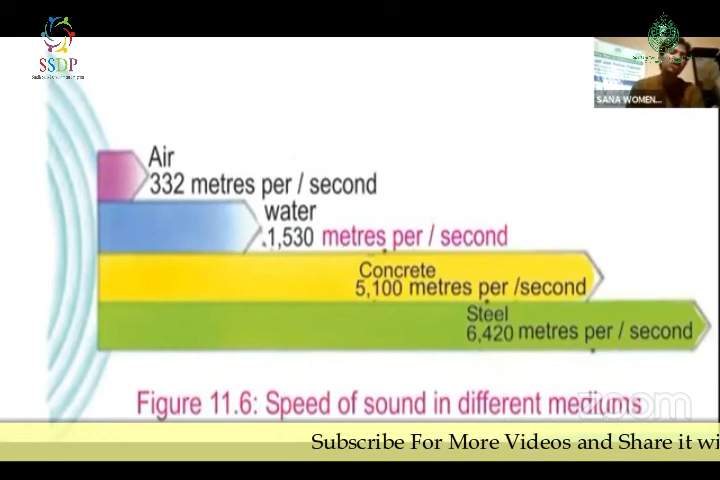 SSDP
SANA WOMEN...
Air
332 metres per / second
water
1,530 metres per / second
Concrete
5,100 metres per /second
Steel
6,420 metres per / second
Figure 11.6: Speed of sound in different mediums
zoom
Subscribe For More Videos and Share it wi